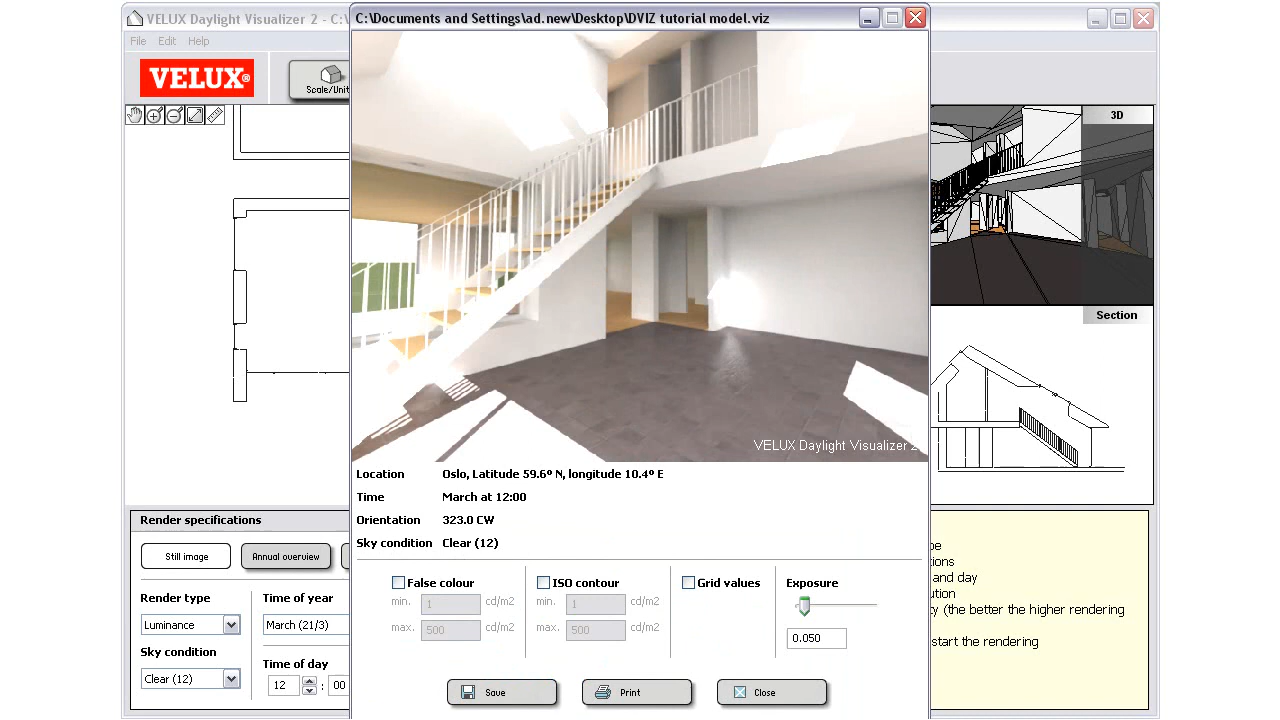 VELUX Daylight Visualizer 2 - C:\
C:\Documents and Settings\ad.new\Desktop\DVIZ tutorial model.viz
File Edit Help
VELUX®
Scale/Unit
3D
Section
VELUX Daylight Visualizer 2
Location Oslo, Latitude 59.6º N, longitude 10.4º E
Time March at 12:00
Orientation 323.0 CW
Sky condition Clear (12)
Render specifications
Still image Annual overview
Render type Time of year
Luminance March (21/3)
Sky condition
Time of day
Clear (12) 12 : 00
False colour ISO contour Grid values Exposure
min. 1 cd/m2 min. 1 cd/m2
max. 500 cd/m2 max. 500 cd/m2
0.050
Save Print Close
pe
tions
and day
ution
y (the better the higher rendering
start the rendering